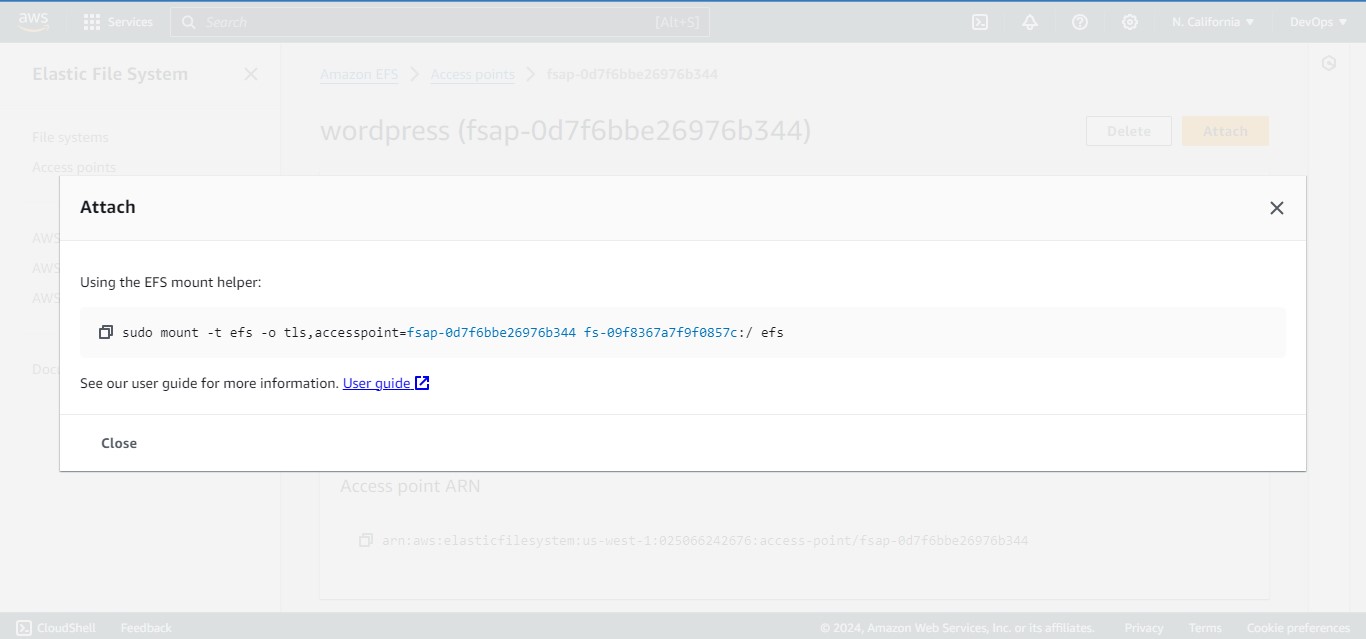 aws
Services
Search
[Alt+S]
N. California
DevOps
Elastic File System
Amazon EFS
Access points
fsap-0d7f6bbe26976b344
File systems
Access points
wordpress (fsap-0d7f6bbe26976b344)
Delete
Attach
Attach
AWS
AWS
AWS
Using the EFS mount helper:
sudo mount -t efs -o tls,accesspoint=fsap-0d7f6bbe26976b344 fs-09f8367a7f9f0857c:/ efs
See our user guide for more information. User guide
Close
Access point ARN
arn:aws:elasticfilesystem:us-west-1:025066242676:access-point/fsap-0d7f6bbe26976b344
CloudShell
Feedback
© 2024, Amazon Web Services, Inc. or its affiliates.
Privacy
Terms
Cookie preferences